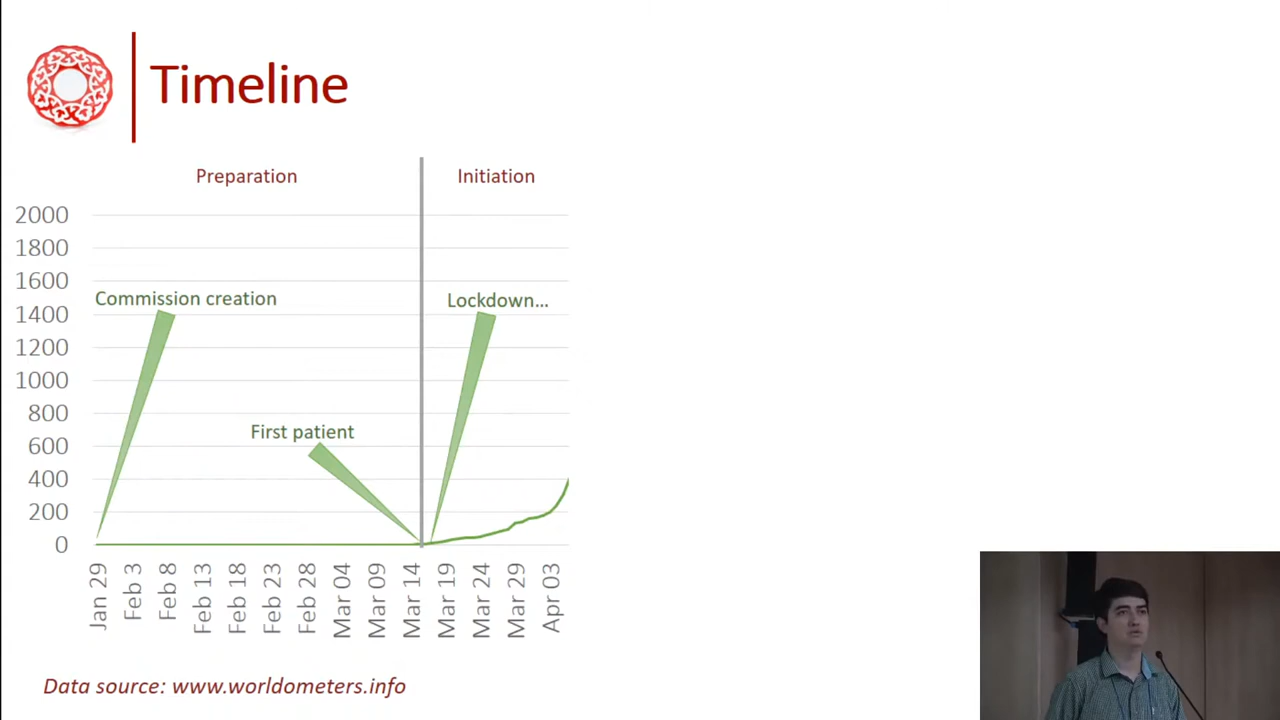 Timeline
Preparation
Initiation
2000
1800
1600
1400
1200
1000
800
600
400
200
0
Commission creation
Lockdown...
First patient
Jan 29
Feb 3
Feb 8
Feb 13
Feb 18
Feb 23
Feb 28
Mar 04
Mar 09
Mar 14
Mar 19
Mar 24
Mar 29
Apr 03
Data source: www.worldometers.info